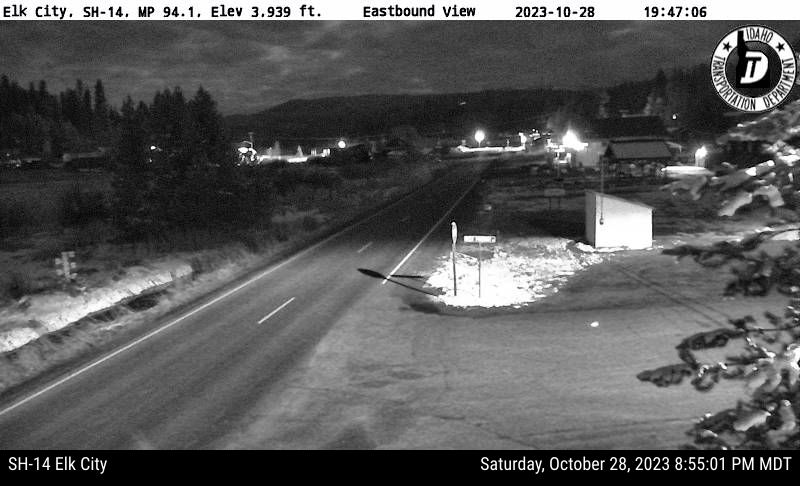 Elk City, SH-14, MP 94.1, Elev 3,939 ft. Eastbound View 2023-10-28 19:47:06
IDAHO
TRANSPORTATION DEPARTMENT
SH-14 Elk City Saturday, October 28, 2023 8:55:01 PM MDT